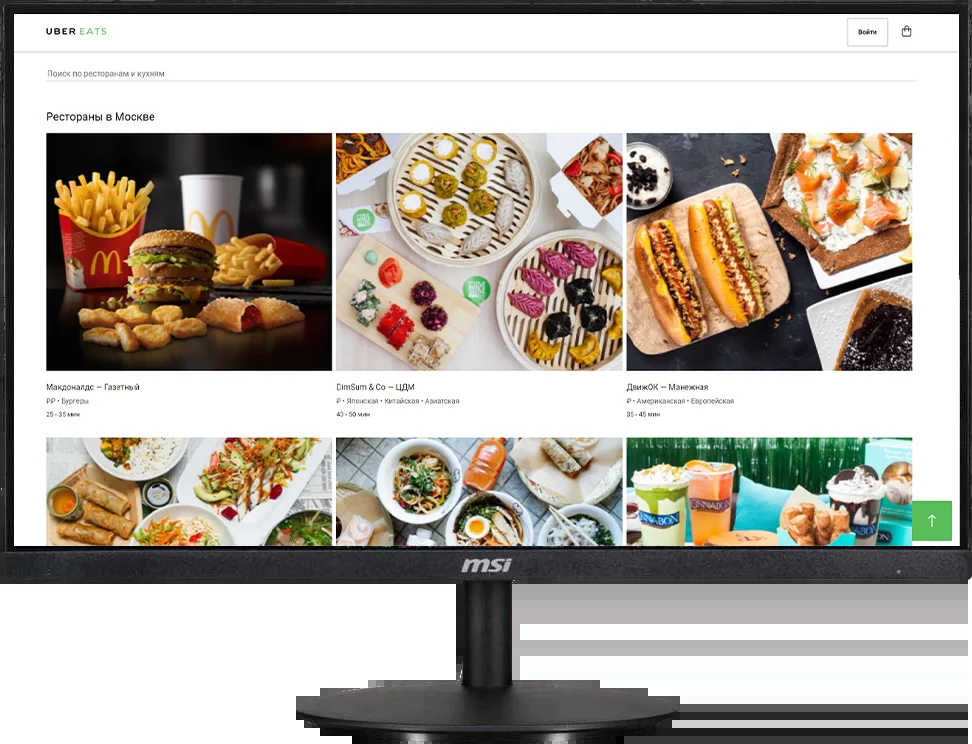 UBER EATS
Войти
Поиск по ресторанам и кухням
Рестораны в Москве
Макдоналдс — Газетный
DimSum & Co — ЦДМ
ДвижОК — Манежная
₽₽ • Бургеры
₽ • Японская • Китайская • Азиатская
₽ • Американская • Европейская
25 - 35 мин
40 - 50 мин
35 - 45 мин
CINNABON
msi